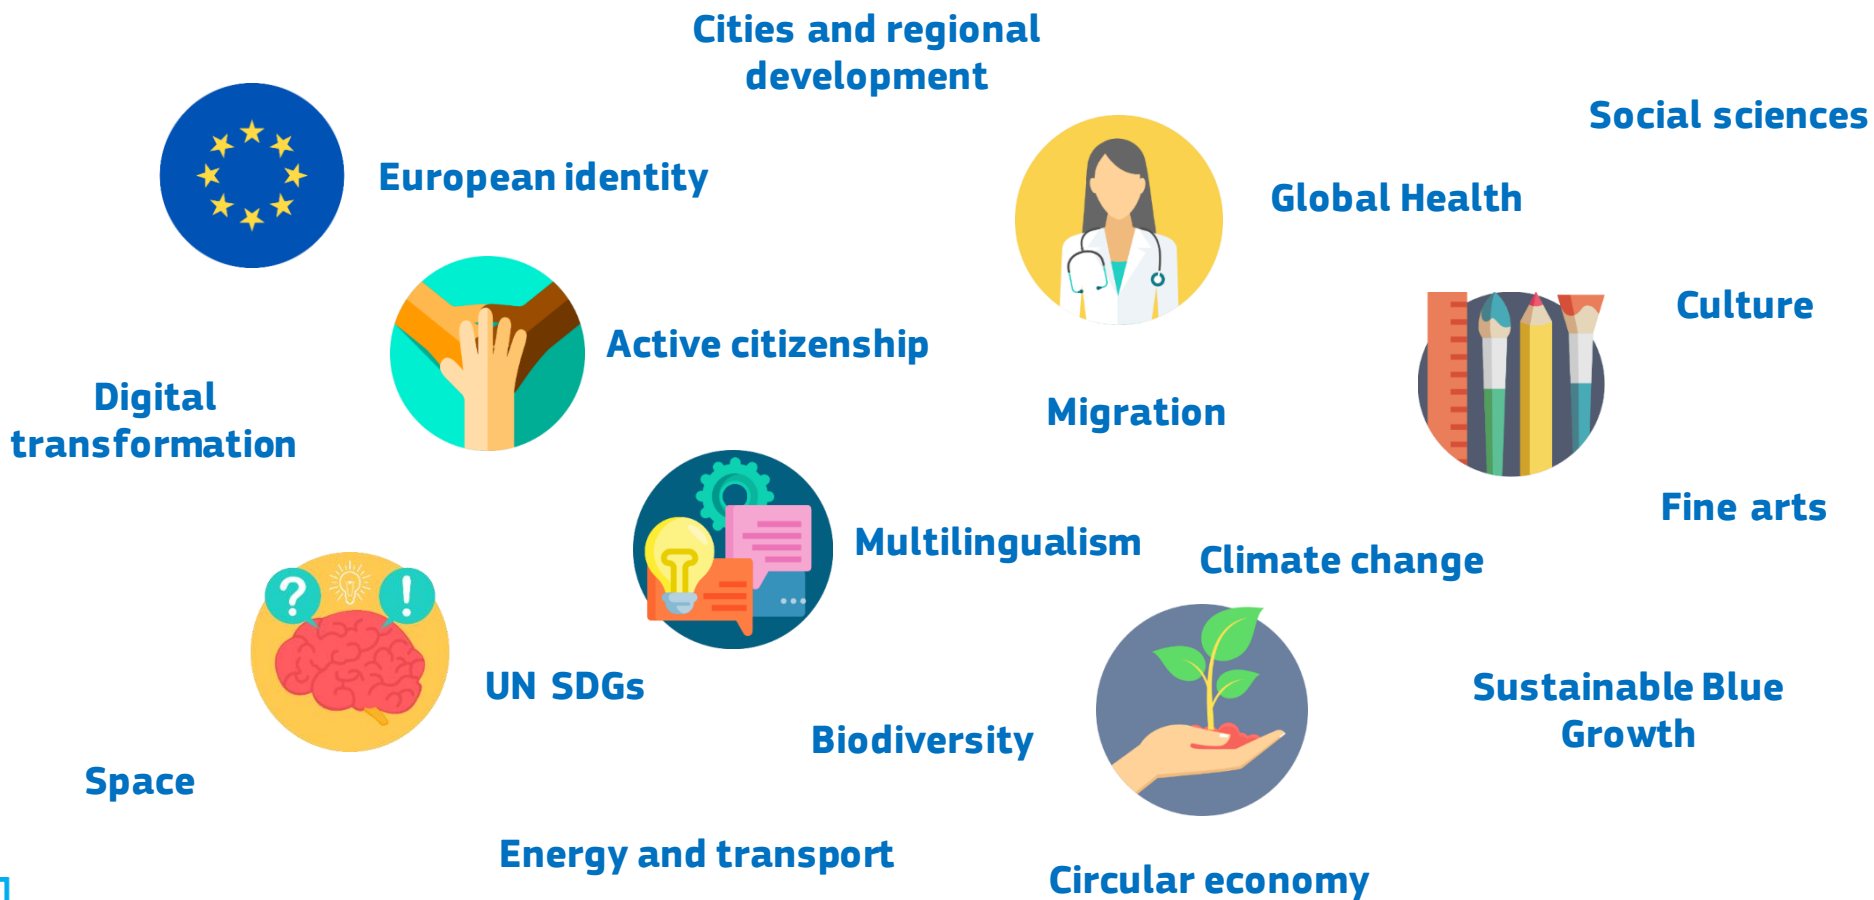 Cities and regional
development
Social sciences
European identity
Global Health
Culture
Active citizenship
Digital
transformation
Migration
Fine arts
Multilingualism
Climate change
?
!
UN SDGs
Sustainable Blue
Growth
Biodiversity
Space
Energy and transport
Circular economy